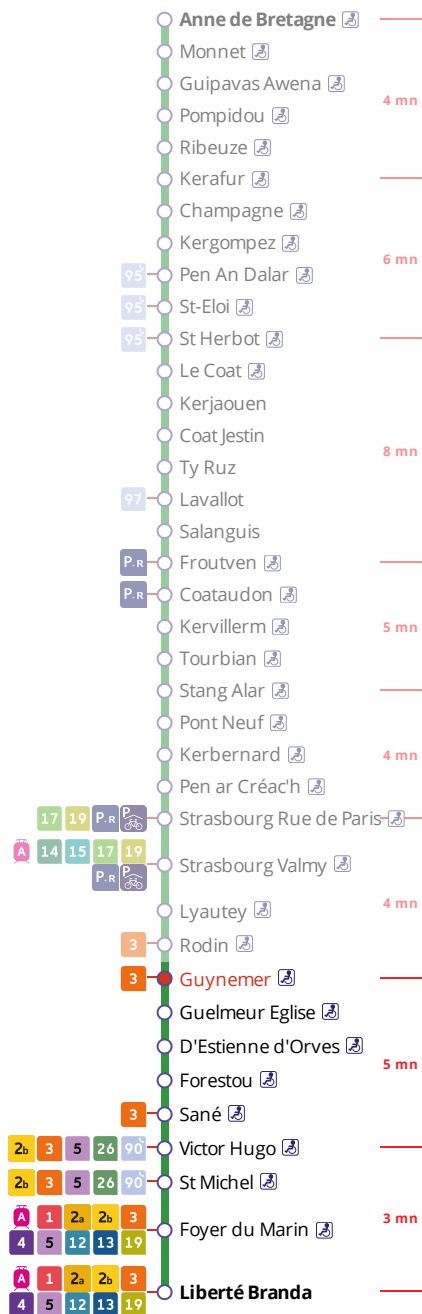 Anne de Bretagne
Monnet
Guipavas Awena
4 mn
Pompidou
Ribeuze
Kerafur
Champagne
Kergompez
6 mn
95 Pen An Dalar
95 St-Eloi
95 St Herbot
Le Coat
Kerjaouen
Coat Jestin
8 mn
Ty Ruz
97 Lavallot
Salanguis
P+R Froutven
P+R Coataudon
Kervillerm
5 mn
Tourbian
Stang Alar
Pont Neuf
Kerbernard
4 mn
Pen ar Créac'h
17 19 P+R P Strasbourg Rue de Paris
A 14 15 17 19
P+R P Strasbourg Valmy
4 mn
Lyautey
3 Rodin
3 Guynemer
Guelmeur Eglise
D'Estienne d'Orves
5 mn
Forestou
3 Sané
2b 3 5 26 90 Victor Hugo
2b 3 5 26 90 St Michel
A 1 2a 2b 3
4 5 12 13 19 Foyer du Marin
3 mn
A 1 2a 2b 3
4 5 12 13 19 Liberté Branda